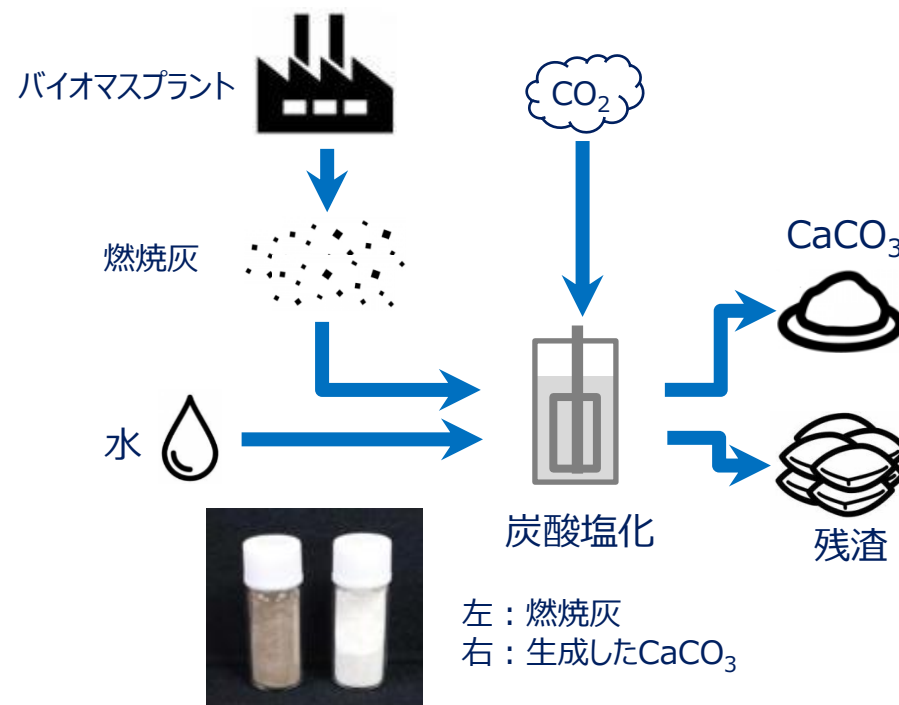 バイオマスプラント
CO₂
燃焼灰
CaCO₃
水
炭酸塩化
残渣
左：燃焼灰
右：生成したCaCO₃